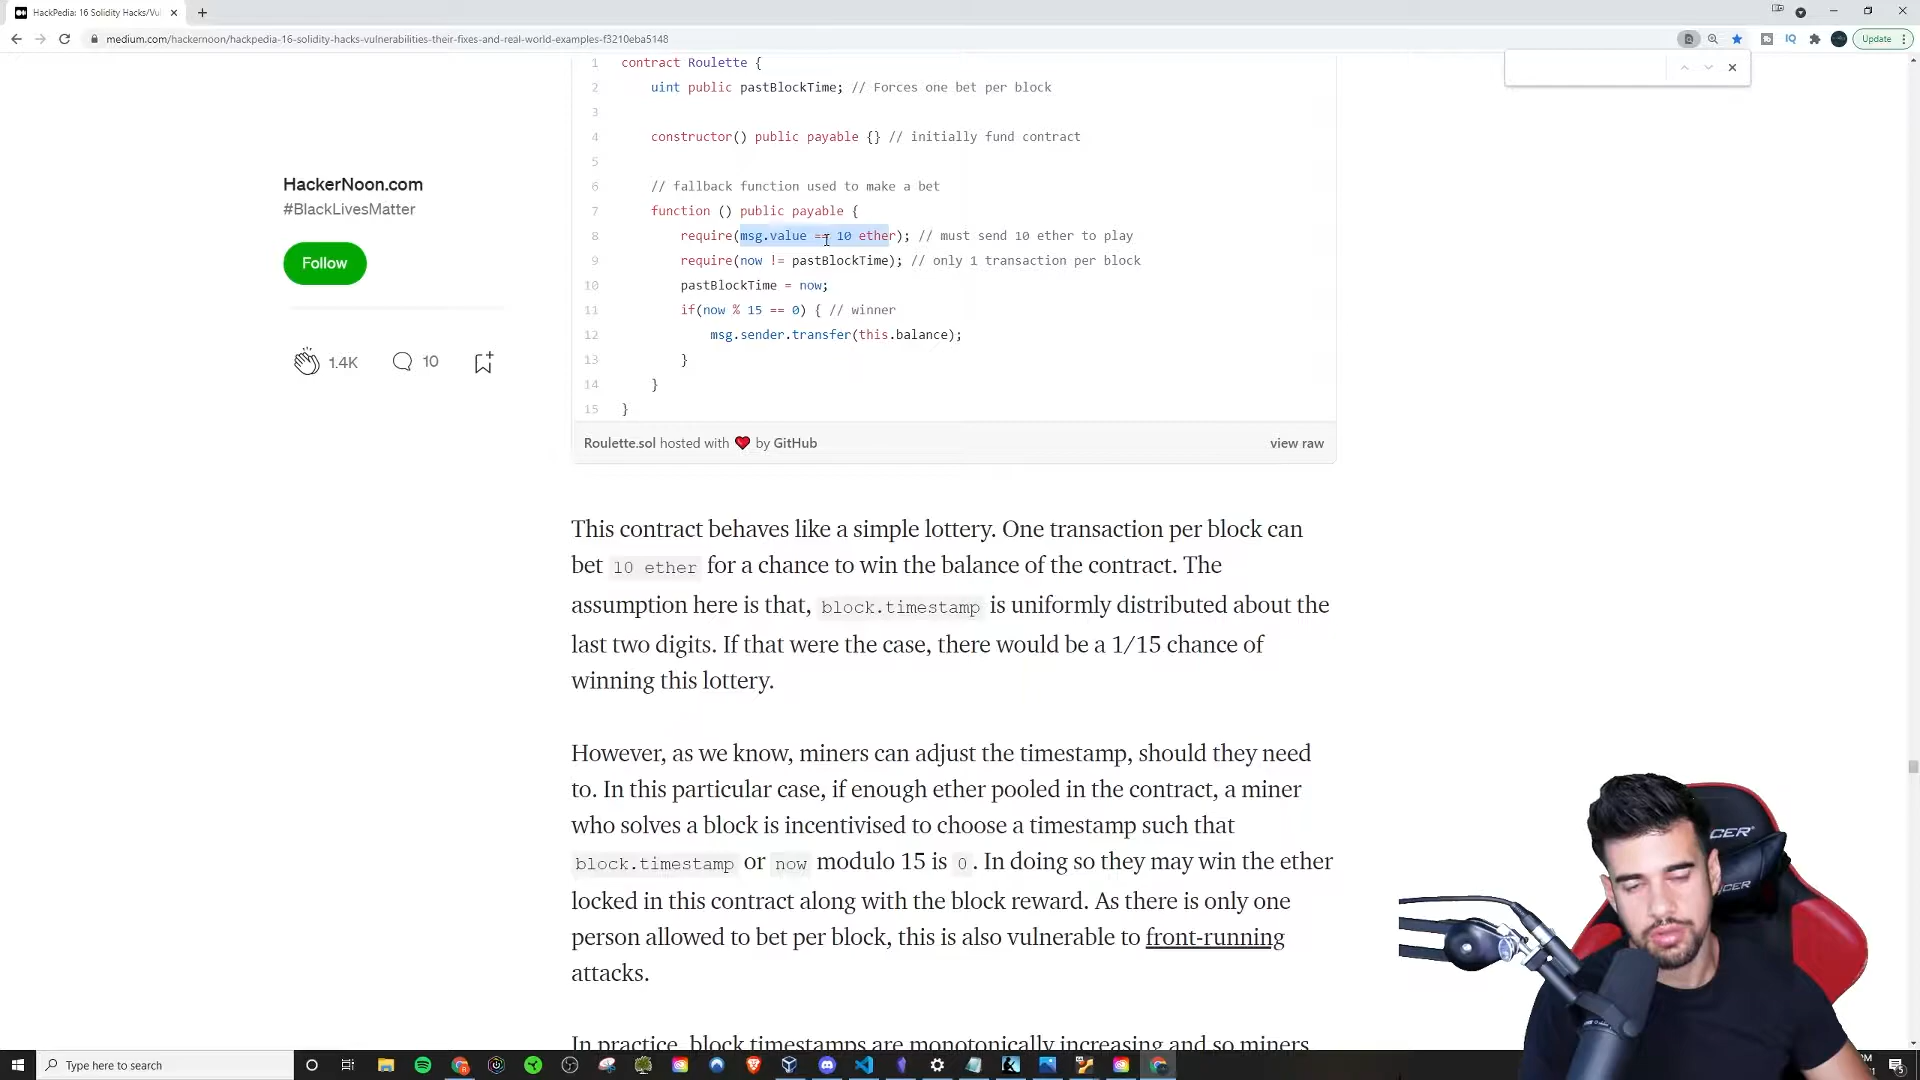 HackPedia: 16 Solidity Hacks/Vul
medium.com/hackernoon/hackpedia-16-solidity-hacks-vulnerabilities-their-fixes-and-real-world-examples-f3210eba5148
IQ
Update
HackerNoon.com
#BlackLivesMatter
Follow
1.4K
10
1 contract Roulette {
2 uint public pastBlockTime; // Forces one bet per block
3
4 constructor() public payable {} // initially fund contract
5
6 // fallback function used to make a bet
7 function () public payable {
8 require(msg.value == 10 ether); // must send 10 ether to play
9 require(now != pastBlockTime); // only 1 transaction per block
10 pastBlockTime = now;
11 if(now % 15 == 0) { // winner
12 msg.sender.transfer(this.balance);
13 }
14 }
15 }
Roulette.sol hosted with ❤ by GitHub
view raw
This contract behaves like a simple lottery. One transaction per block can
bet 10 ether for a chance to win the balance of the contract. The
assumption here is that, block.timestamp is uniformly distributed about the
last two digits. If that were the case, there would be a 1/15 chance of
winning this lottery.
However, as we know, miners can adjust the timestamp, should they need
to. In this particular case, if enough ether pooled in the contract, a miner
who solves a block is incentivised to choose a timestamp such that
block.timestamp or now modulo 15 is 0. In doing so they may win the ether
locked in this contract along with the block reward. As there is only one
person allowed to bet per block, this is also vulnerable to front-running
attacks.
In practice, block timestamps are monotonically increasing and so miners
Type here to search